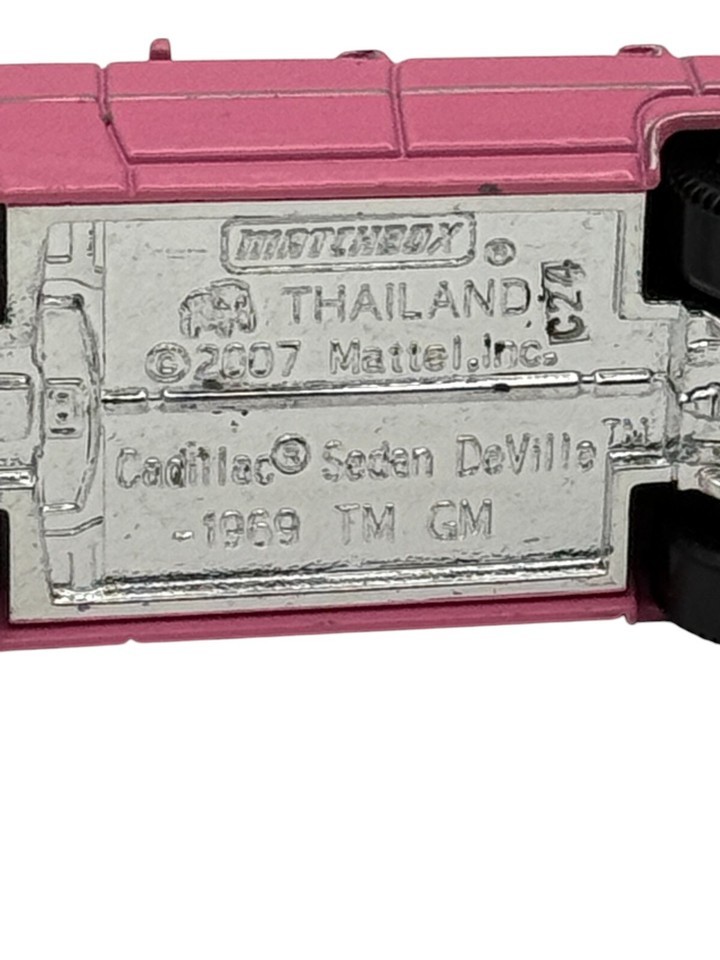 MATCHBOX ®
THAILAND
C24
©2007 Mattel.Inc.
Cadillac® Sedan DeVille™
-1969 TM GM